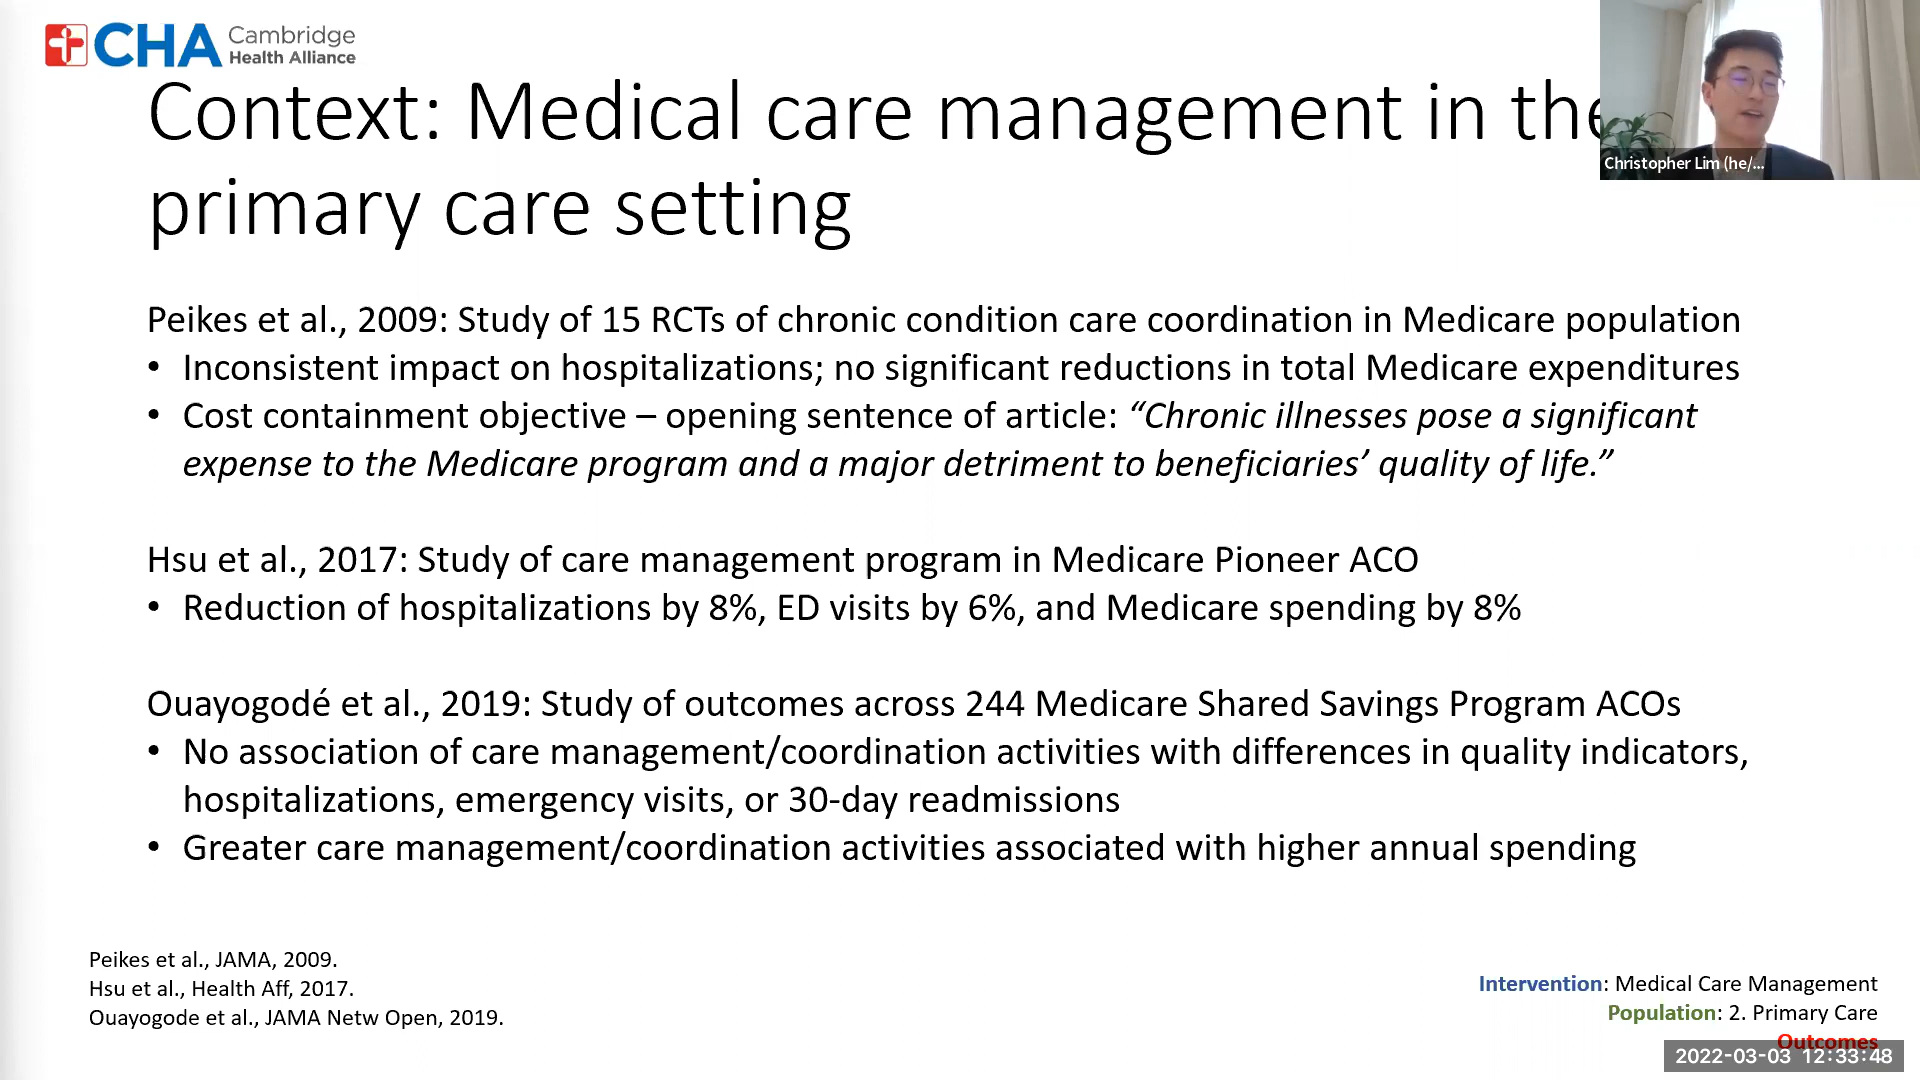 CHA Cambridge
Health Alliance
Context: Medical care management in the
primary care setting
Christopher Lim (he/...
Peikes et al., 2009: Study of 15 RCTs of chronic condition care coordination in Medicare population
• Inconsistent impact on hospitalizations; no significant reductions in total Medicare expenditures
• Cost containment objective – opening sentence of article: “Chronic illnesses pose a significant
expense to the Medicare program and a major detriment to beneficiaries’ quality of life.”
Hsu et al., 2017: Study of care management program in Medicare Pioneer ACO
• Reduction of hospitalizations by 8%, ED visits by 6%, and Medicare spending by 8%
Ouayogodé et al., 2019: Study of outcomes across 244 Medicare Shared Savings Program ACOs
• No association of care management/coordination activities with differences in quality indicators,
hospitalizations, emergency visits, or 30-day readmissions
• Greater care management/coordination activities associated with higher annual spending
Peikes et al., JAMA, 2009.
Hsu et al., Health Aff, 2017.
Ouayogode et al., JAMA Netw Open, 2019.
Intervention: Medical Care Management
Population: 2. Primary Care
Outcomes
2022-03-03 12:33:48